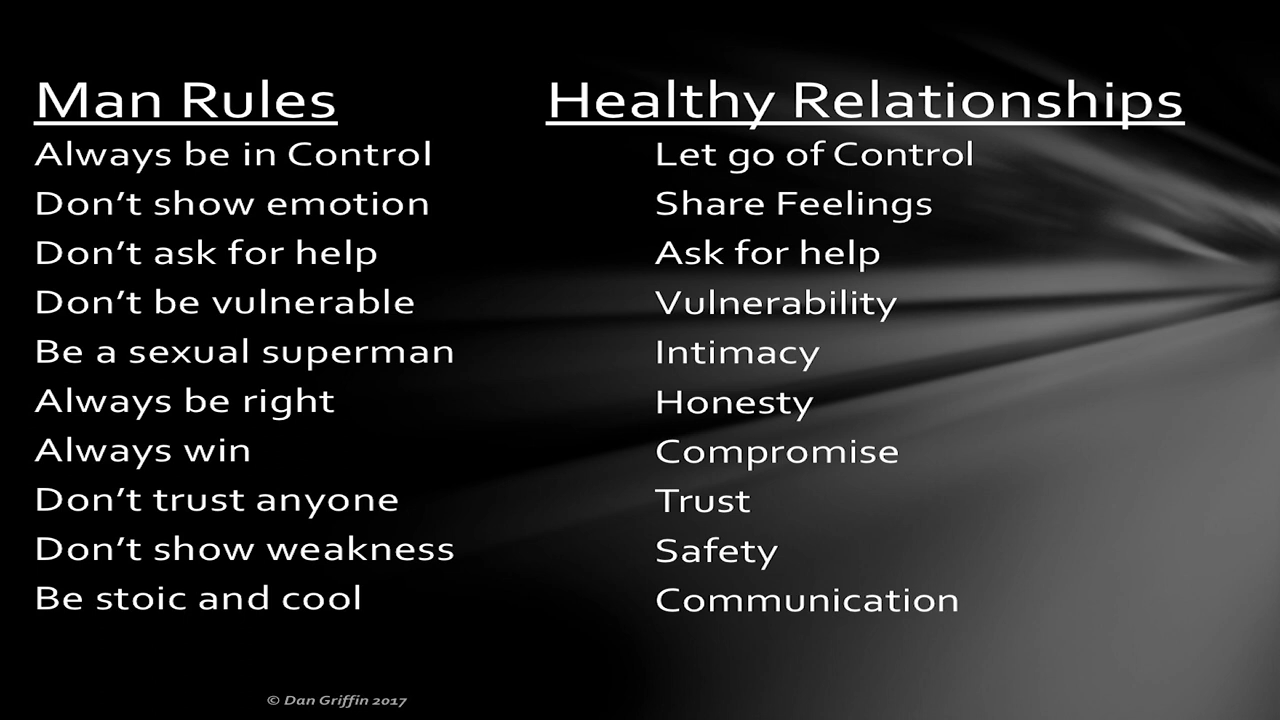 Man Rules
Always be in Control
Don’t show emotion
Don’t ask for help
Don’t be vulnerable
Be a sexual superman
Always be right
Always win
Don’t trust anyone
Don’t show weakness
Be stoic and cool
Healthy Relationships
Let go of Control
Share Feelings
Ask for help
Vulnerability
Intimacy
Honesty
Compromise
Trust
Safety
Communication
© Dan Griffin 2017